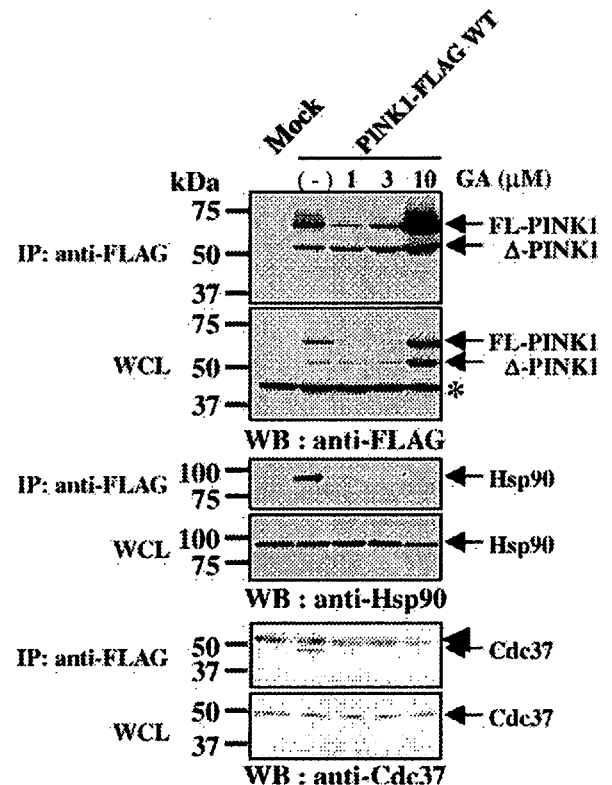 Mock PINK1-FLAG WT
kDa (-) 1 3 10 GA (μM)
75
FL-PINK1
IP: anti-FLAG 50 Δ-PINK1
37
75
FL-PINK1
WCL 50 Δ-PINK1
37 *
WB : anti-FLAG
IP: anti-FLAG 100 Hsp90
75
WCL 100 Hsp90
75
WB : anti-Hsp90
IP: anti-FLAG 50 Cdc37
37
WCL 50 Cdc37
37
WB : anti-Cdc37